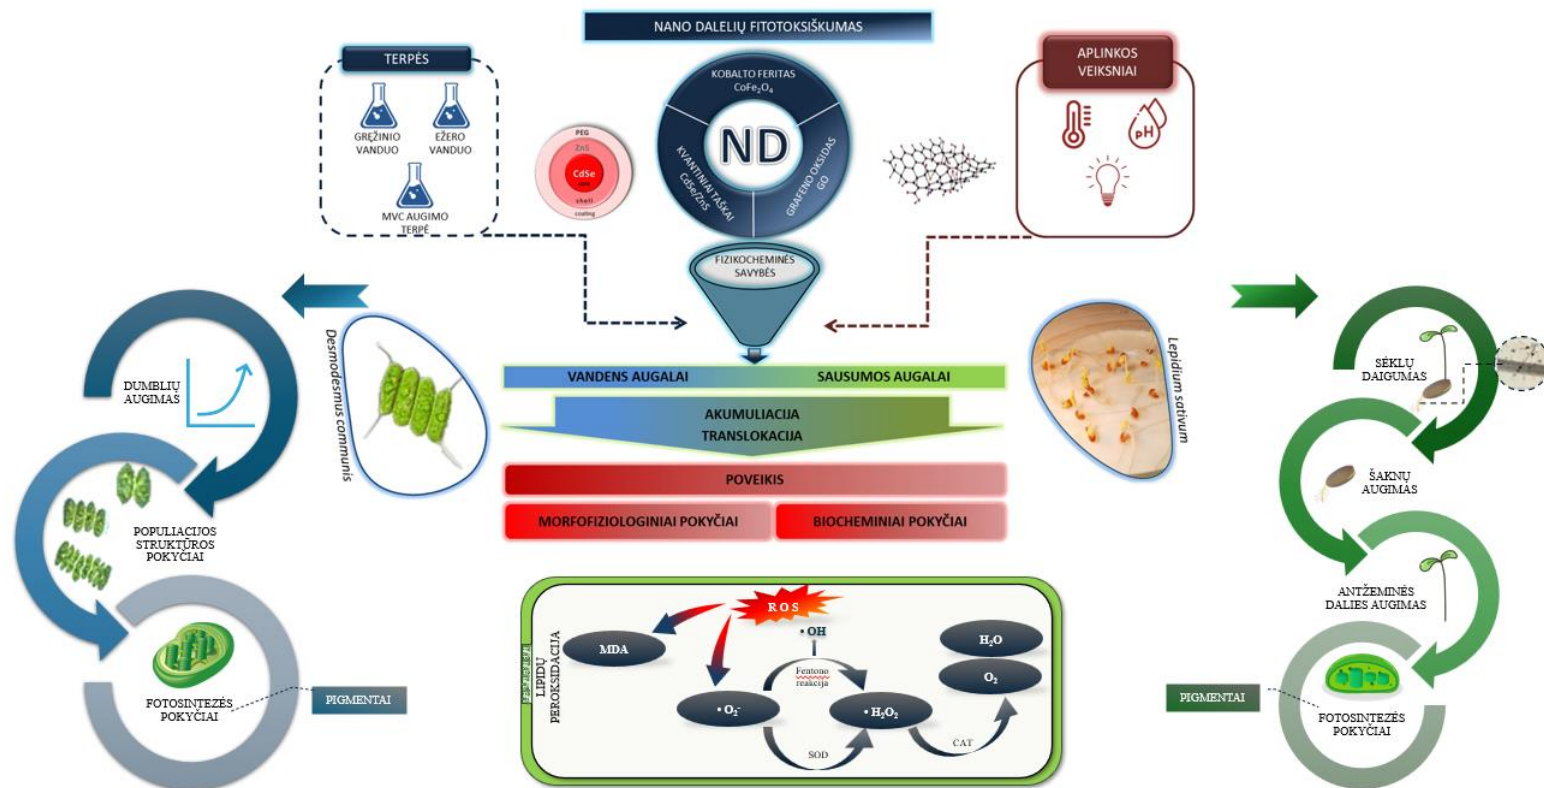 NANO DALELIŲ FITOTOKSIŠKUMAS
TERPĖS
GRĘŽINIO
VANDUO
EŽERO
VANDUO
MVC AUGIMO
TERPĖ
PEG
ZnS
CdSe
core
shell
coating
KOBALTO FERITAS
CoFe₂O₄
ND
KVANTINIAI TAŠKAI
CdSe/ZnS
GRAFENO OKSIDAS
GO
APLINKOS
VEIKSNIAI
pH
FIZIKOCHEMINĖS
SAVYBĖS
VANDENS AUGALAI
SAUSUMOS AUGALAI
AKUMULIACIJA
TRANSLOKACIJA
POVEIKIS
MORFOFIZIOLOGINIAI POKYČIAI
BIOCHEMINIAI POKYČIAI
Desmodesmus communis
Lepidium sativum
DUMBLIŲ
AUGIMAS
POPULIACIJOS
STRUKTŪROS
POKYČIAI
FOTOSINTEZĖS
POKYČIAI
PIGMENTAI
LIPIDŲ
PEROKSIDACIJA
R O S
MDA
• OH
Fentono
reakcija
• O₂⁻
• H₂O₂
H₂O
O₂
SOD
CAT
SĖKLŲ
DAIGUMAS
ŠAKNŲ
AUGIMAS
ANTŽEMINĖS
DALIES AUGIMAS
FOTOSINTEZĖS
POKYČIAI
PIGMENTAI